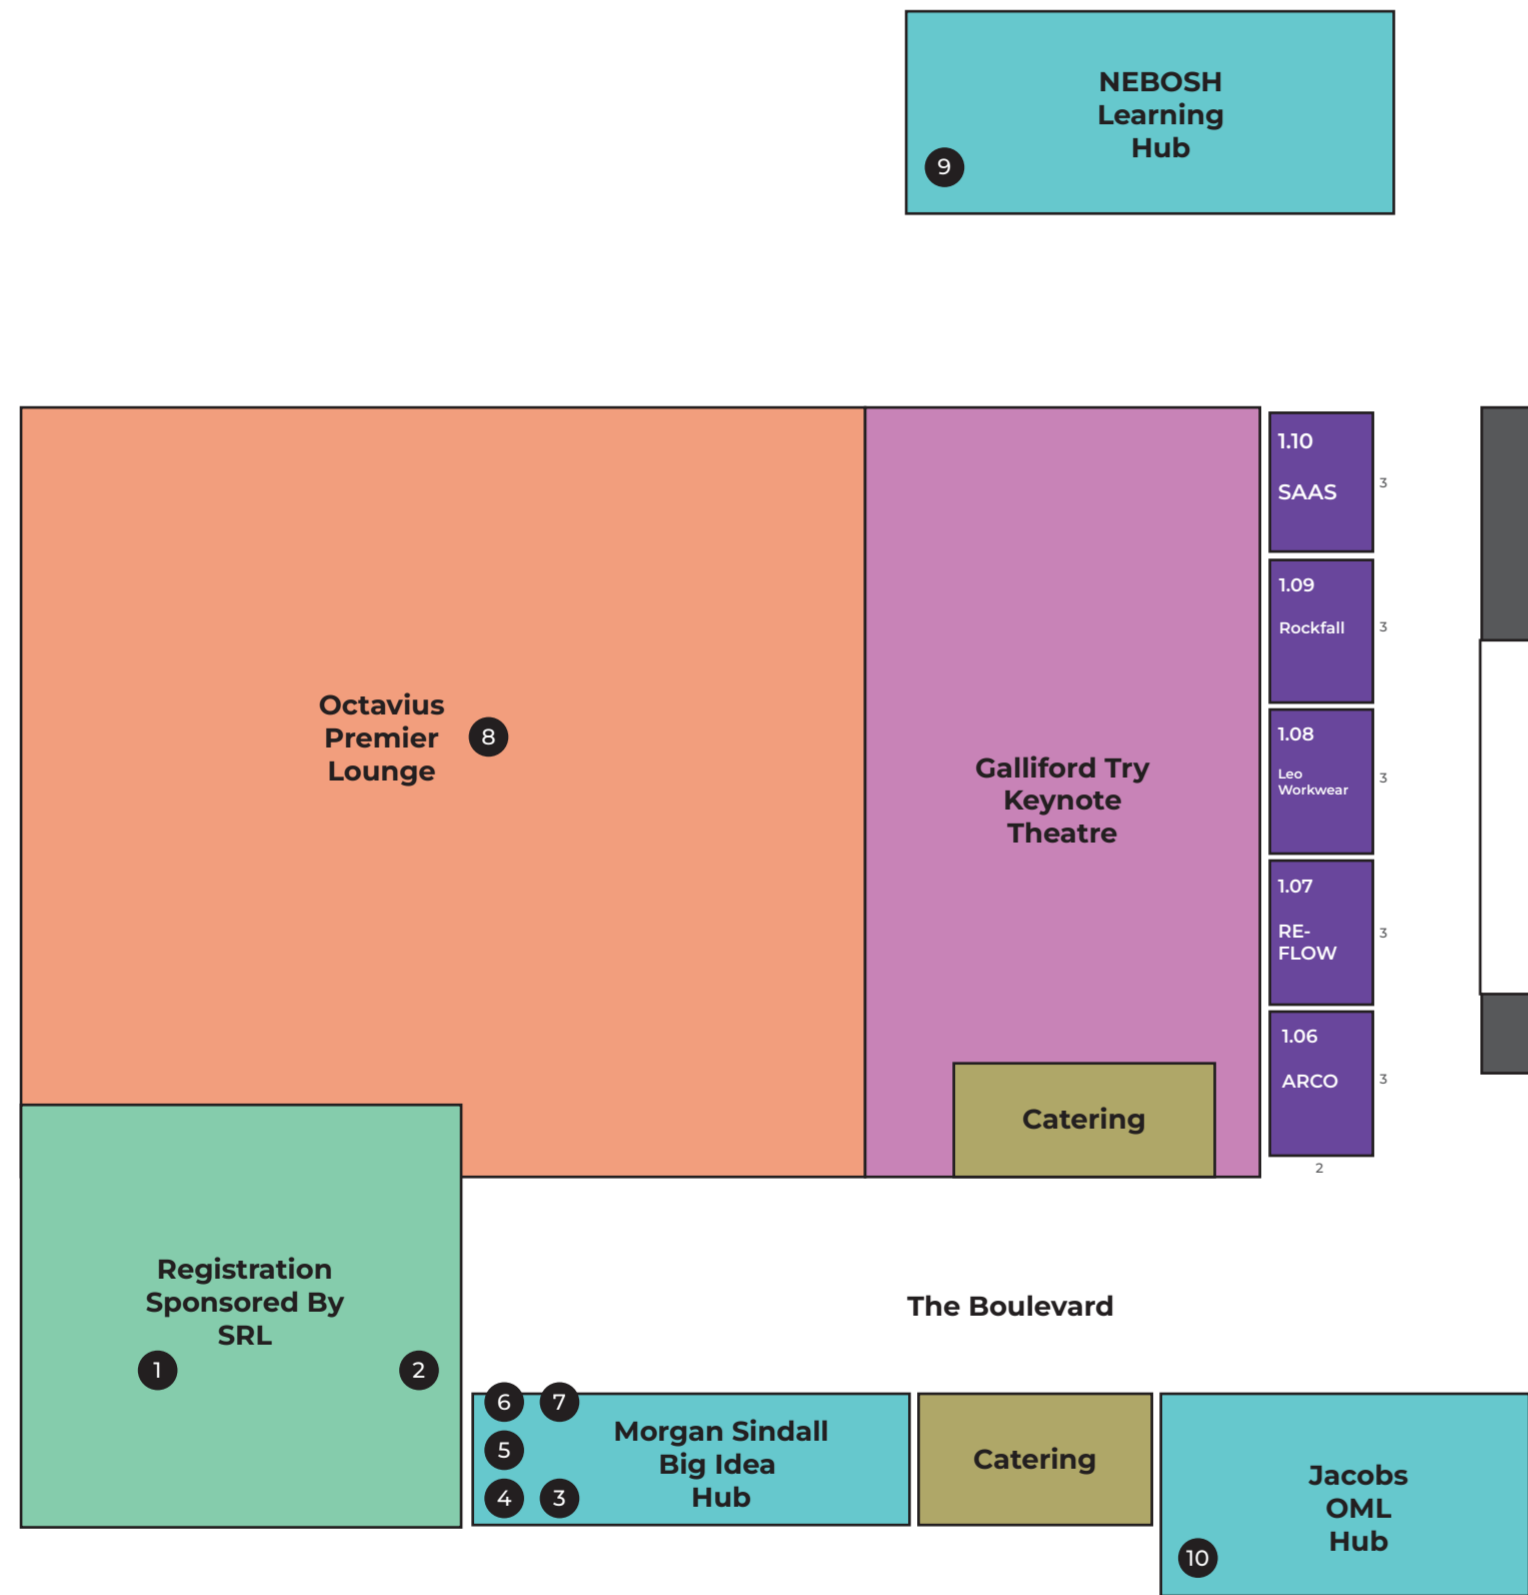 NEBOSH
Learning
Hub
9
Octavius
Premier
Lounge
8
Galliford Try
Keynote
Theatre
Catering
1.10
SAAS
3
1.09
Rockfall
3
1.08
Leo
Workwear
3
1.07
RE-
FLOW
3
1.06
ARCO
3
2
Registration
Sponsored By
SRL
1
2
The Boulevard
6
7
5
4
3
Morgan Sindall
Big Idea
Hub
Catering
Jacobs
OML
Hub
10